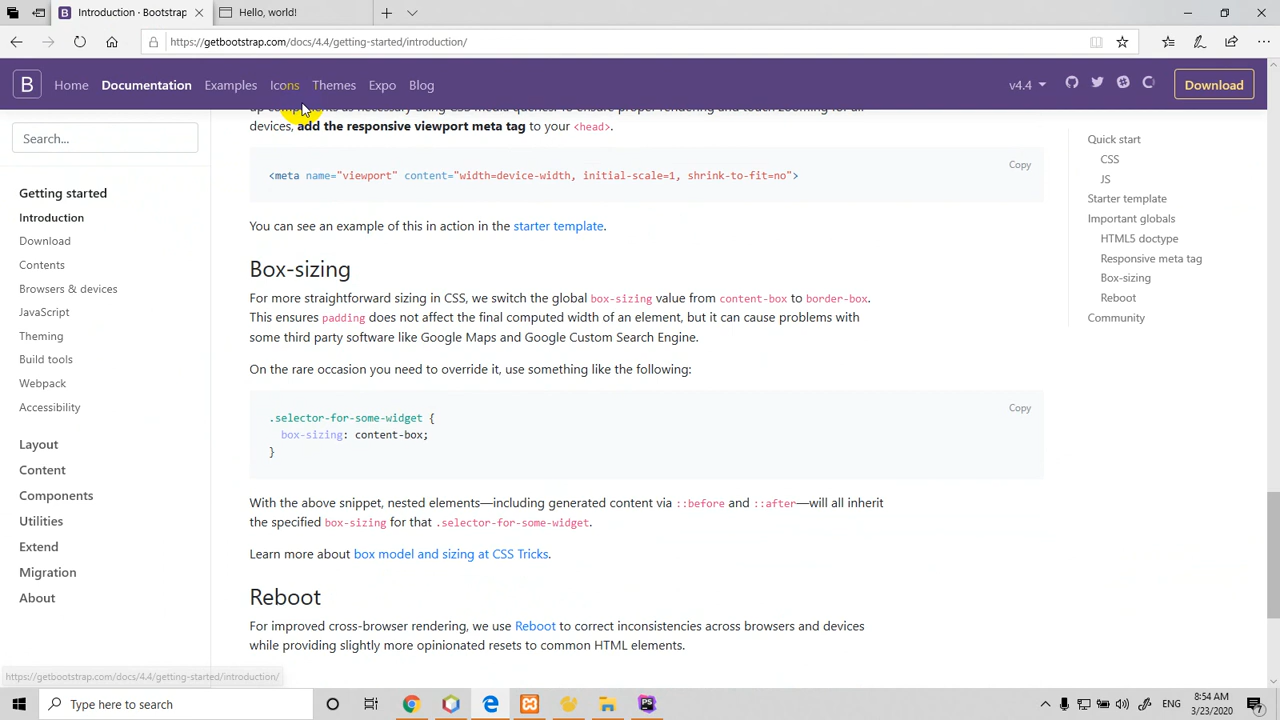 Introduction · Bootstrap
Hello, world!
https://getbootstrap.com/docs/4.4/getting-started/introduction/
B
Home
Documentation
Examples
Icons
Themes
Expo
Blog
v4.4
Download
Search...
Getting started
Introduction
Download
Contents
Browsers & devices
JavaScript
Theming
Build tools
Webpack
Accessibility
Layout
Content
Components
Utilities
Extend
Migration
About
devices, add the responsive viewport meta tag to your <head>.
Copy
<meta name="viewport" content="width=device-width, initial-scale=1, shrink-to-fit=no">
You can see an example of this in action in the starter template.
Box-sizing
For more straightforward sizing in CSS, we switch the global box-sizing value from content-box to border-box.
This ensures padding does not affect the final computed width of an element, but it can cause problems with
some third party software like Google Maps and Google Custom Search Engine.
On the rare occasion you need to override it, use something like the following:
Copy
.selector-for-some-widget {
box-sizing: content-box;
}
With the above snippet, nested elements—including generated content via ::before and ::after—will all inherit
the specified box-sizing for that .selector-for-some-widget.
Learn more about box model and sizing at CSS Tricks.
Reboot
For improved cross-browser rendering, we use Reboot to correct inconsistencies across browsers and devices
while providing slightly more opinionated resets to common HTML elements.
Quick start
CSS
JS
Starter template
Important globals
HTML5 doctype
Responsive meta tag
Box-sizing
Reboot
Community
https://getbootstrap.com/docs/4.4/getting-started/introduction/
Type here to search
PS
ENG
8:54 AM
3/23/2020
7